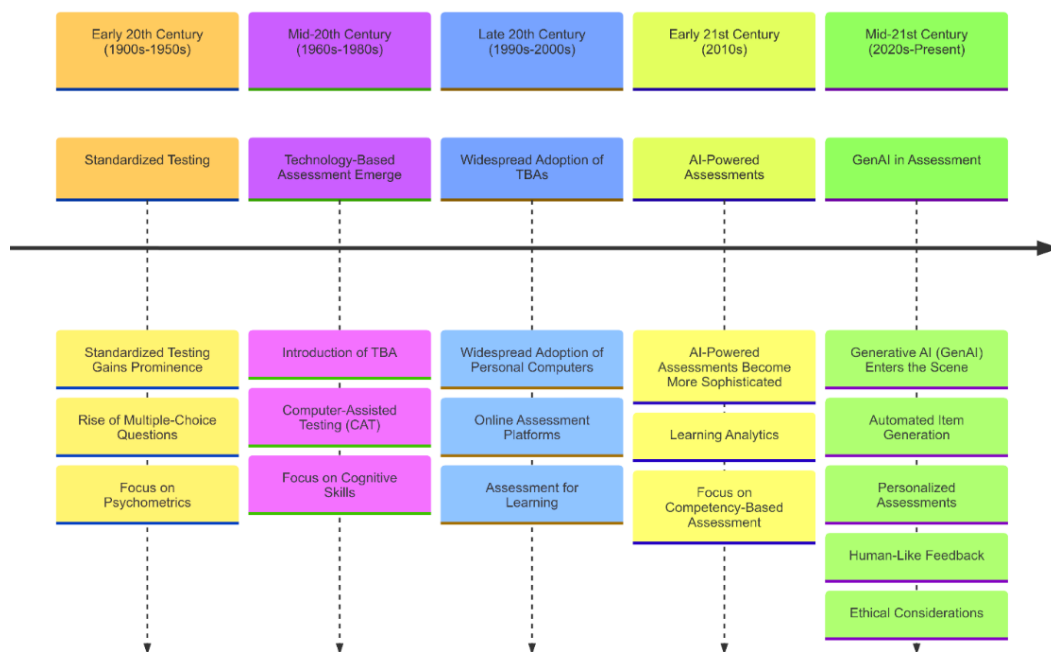 Early 20th Century
(1900s-1950s)
Mid-20th Century
(1960s-1980s)
Late 20th Century
(1990s-2000s)
Early 21st Century
(2010s)
Mid-21st Century
(2020s-Present)
Standardized Testing
Technology-Based
Assessment Emerge
Widespread Adoption of
TBAs
AI-Powered
Assessments
GenAI in Assessment
Standardized Testing
Gains Prominence
Rise of Multiple-Choice
Questions
Focus on
Psychometrics
Introduction of TBA
Computer-Assisted
Testing (CAT)
Focus on Cognitive
Skills
Widespread Adoption of
Personal Computers
Online Assessment
Platforms
Assessment for
Learning
AI-Powered
Assessments Become
More Sophisticated
Learning Analytics
Focus on
Competency-Based
Assessment
Generative AI (GenAI)
Enters the Scene
Automated Item
Generation
Personalized
Assessments
Human-Like Feedback
Ethical Considerations